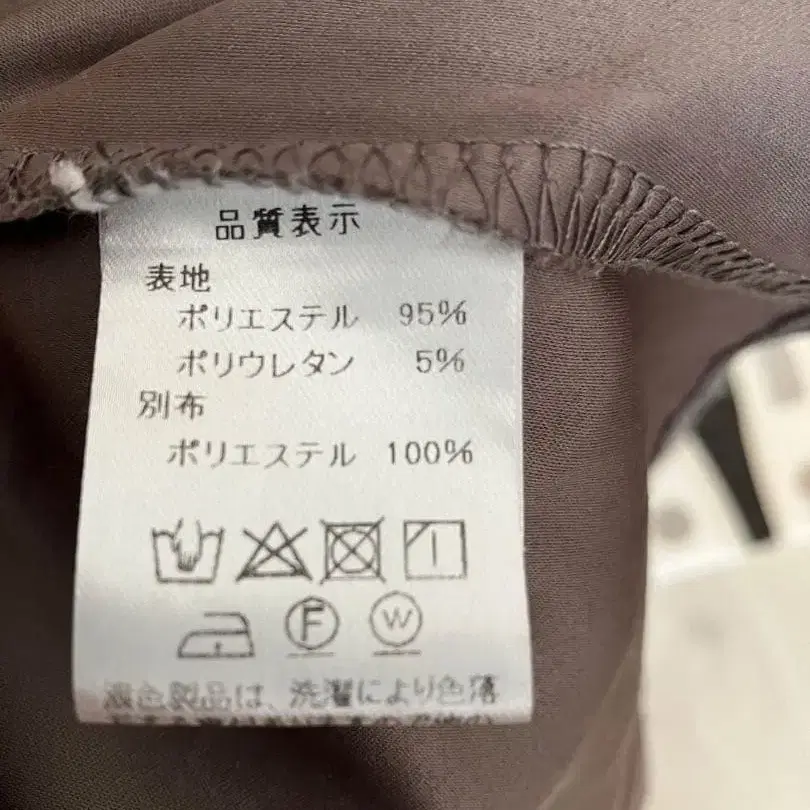 品質表示
表地
ポリエステル 95%
ポリウレタン 5%
別布
ポリエステル 100%
F W
濃色製品は、洗濯により色落